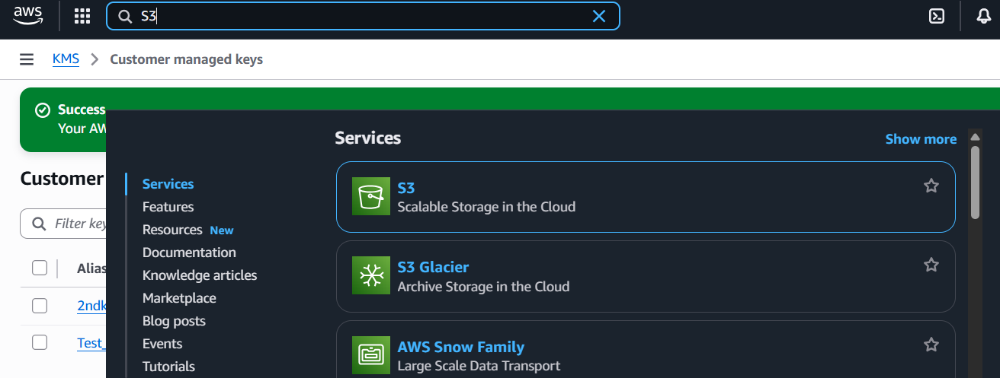 aws
S3
KMS
Customer managed keys
Success
Your AW
Customer
Filter key
Alias
2ndk
Test_
Services
Show more
Services
Features
Resources New
Documentation
Knowledge articles
Marketplace
Blog posts
Events
Tutorials
S3
Scalable Storage in the Cloud
S3 Glacier
Archive Storage in the Cloud
AWS Snow Family
Large Scale Data Transport